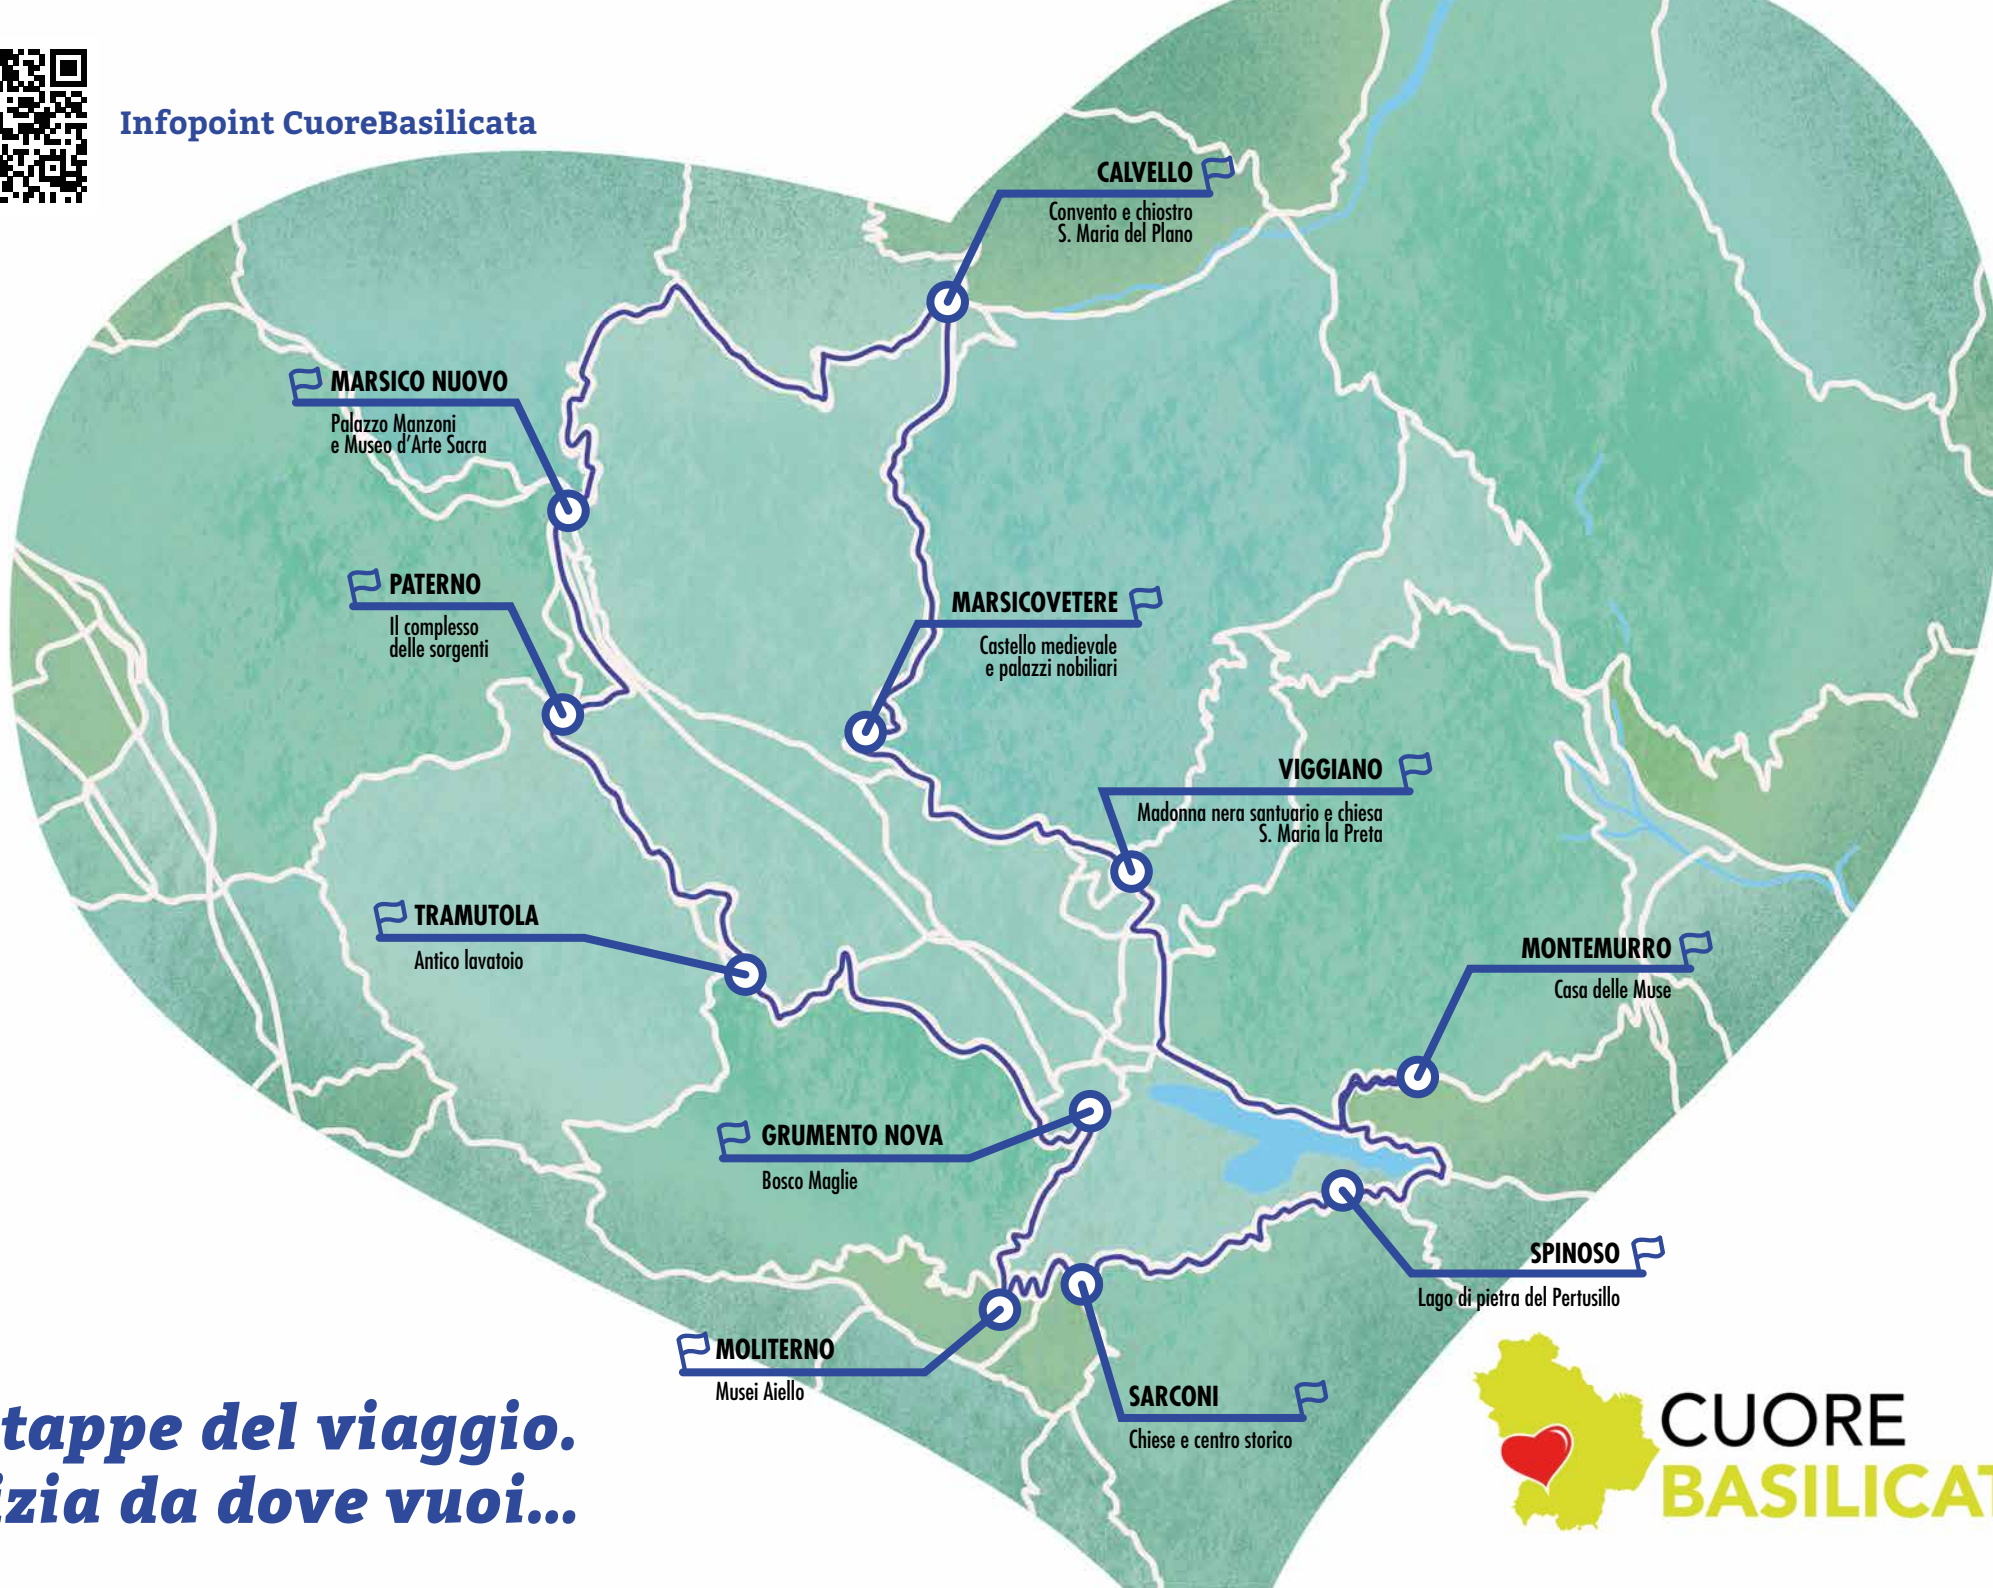 Infopoint CuoreBasilicata
CALVELLO
Convento e chiostro
S. Maria del Plano
MARSICO NUOVO
Palazzo Manzoni
e Museo d'Arte Sacra
PATERNO
Il complesso
delle sorgenti
MARSICOVETERE
Castello medievale
e palazzi nobiliari
VIGGIANO
Madonna nera santuario e chiesa
S. Maria la Preta
TRAMUTOLA
Antico lavatoio
MONTEMURRO
Casa delle Muse
GRUMENTO NOVA
Bosco Maglie
SPINOSO
Lago di pietra del Pertusillo
MOLITERNO
Musei Aiello
SARCONI
Chiese e centro storico
tappe del viaggio.
izia da dove vuoi...
CUORE
BASILICAT